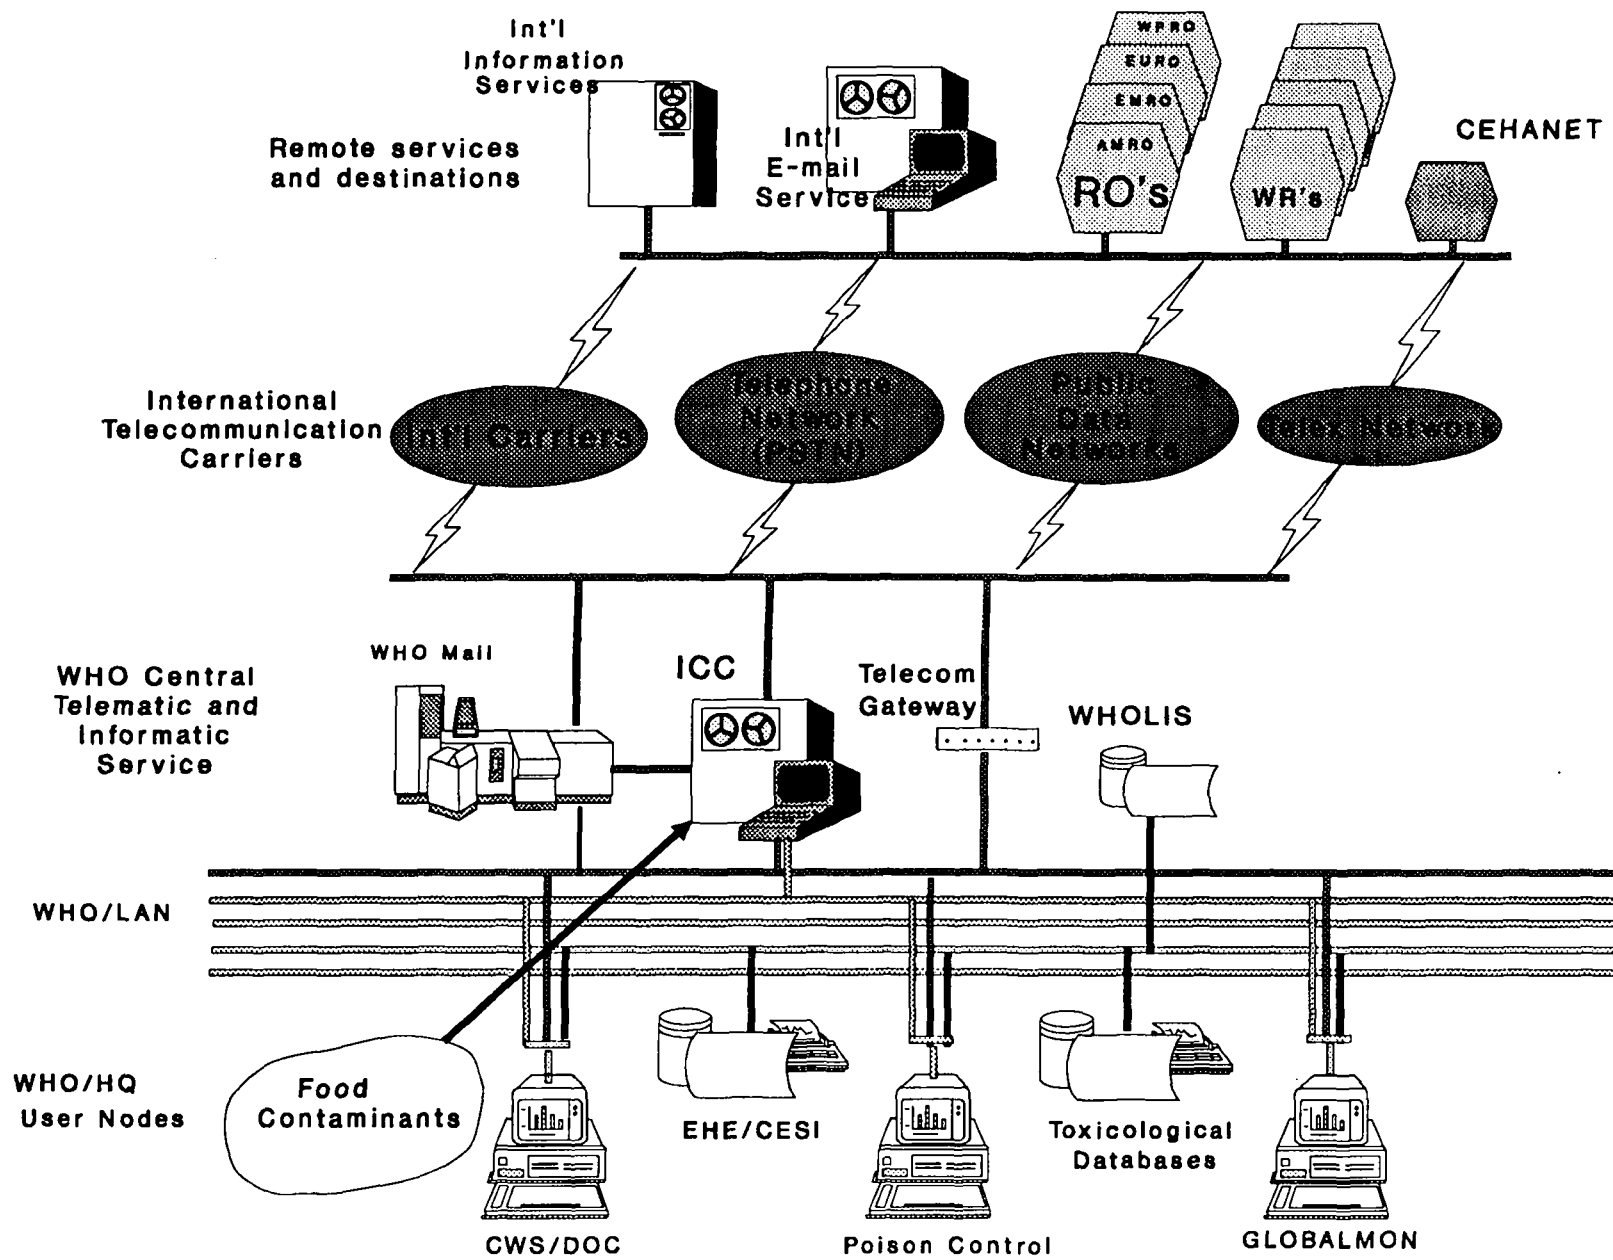 Int'l
Information
Services
Remote services
and destinations
Int'l
E-mail
Service
WPRO
EURO
EMRO
AMRO
RO's
WR's
CEHANET
International
Telecommunication
Carriers
Int'l Carriers
Telephone
Network
(PSTN)
Public
Data
Networks
Telex Network
WHO Central
Telematic and
Informatic
Service
WHO Mail
ICC
Telecom
Gateway
WHOLIS
WHO/LAN
WHO/HQ
User Nodes
Food
Contaminants
CWS/DOC
EHE/CESI
Poison Control
Toxicological
Databases
GLOBALMON